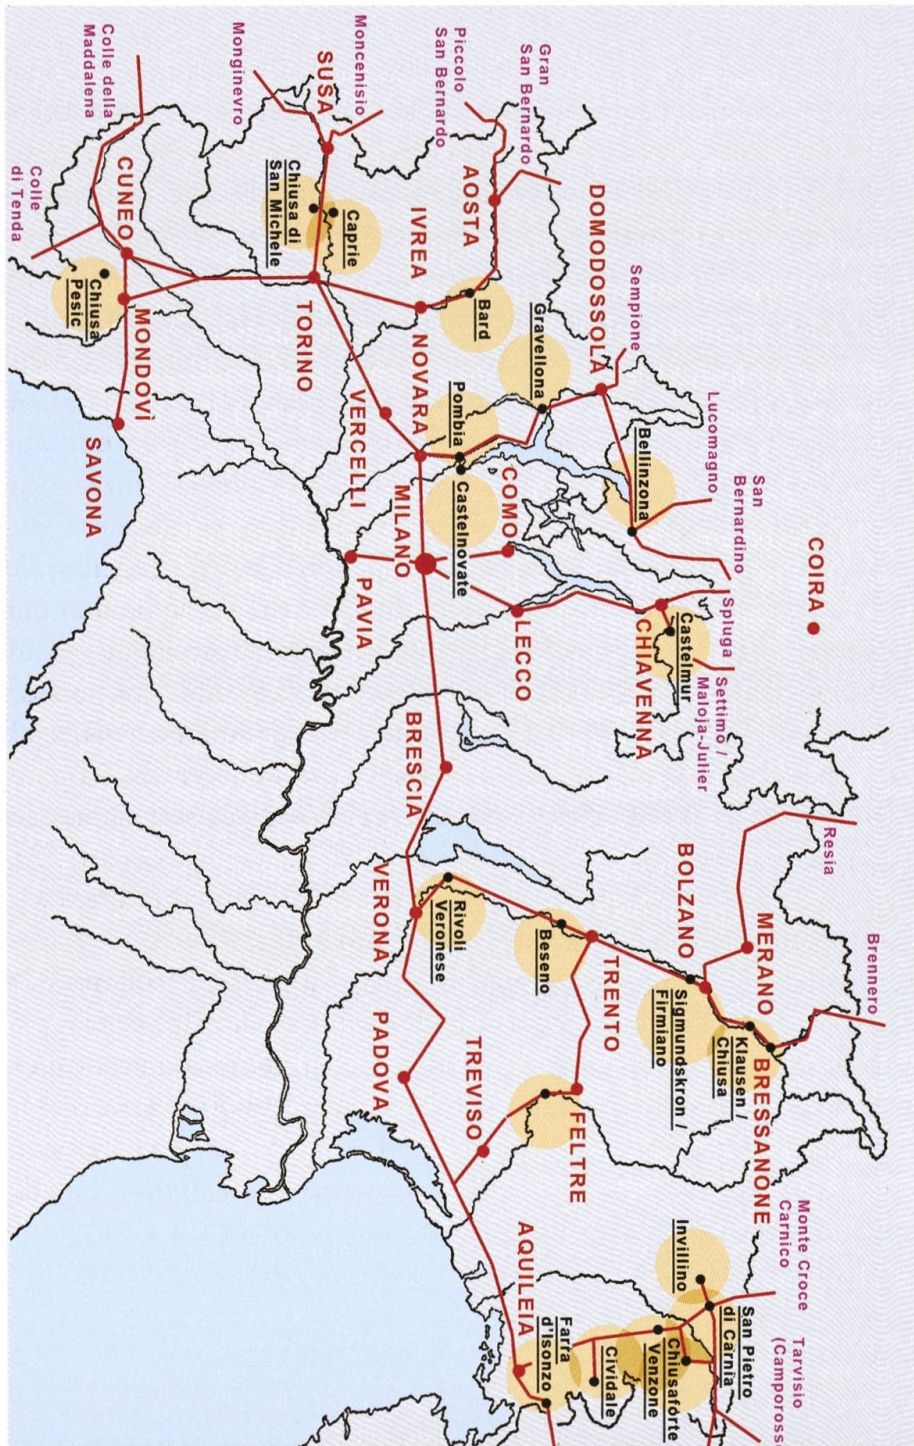 Colle della
Maddalena
Colle
di Tenda
Monginevro
Moncenisio
Piccolo
San Bernardo
Gran
San Bernardo
Sempione
Lucomagno
San
Bernardino
Spluga
Settimo /
Maloja-Julier
Resia
Brennero
Monte Croce
Carnico
Tarvisio
(Campoross
SUSA
CUNEO
Chiusa di
San Michele
Caprie
Chiusa
Pesic
MONDOVÌ
SAVONA
TORINO
AOSTA
IVREA
Bard
DOMODOSSOLA
Gravellona
NOVARA
Pombia
VERCELLI
Castelnovate
Bellinzona
COMO
MILANO
PAVIA
LECCO
COIRA
CHIAVENNA
Castelmur
BRESCIA
VERONA
Rivoli
Veronese
Beseno
TRENTO
BOLZANO
MERANO
Sigmundskron /
Firmiano
Klausen /
Chiusa
BRESSANONE
PADOVA
TREVISO
FELTRE
AQUILEIA
Invillino
San Pietro
di Carnia
Chiusaforte
Venzone
Cividale
Farra
d'Isonzo